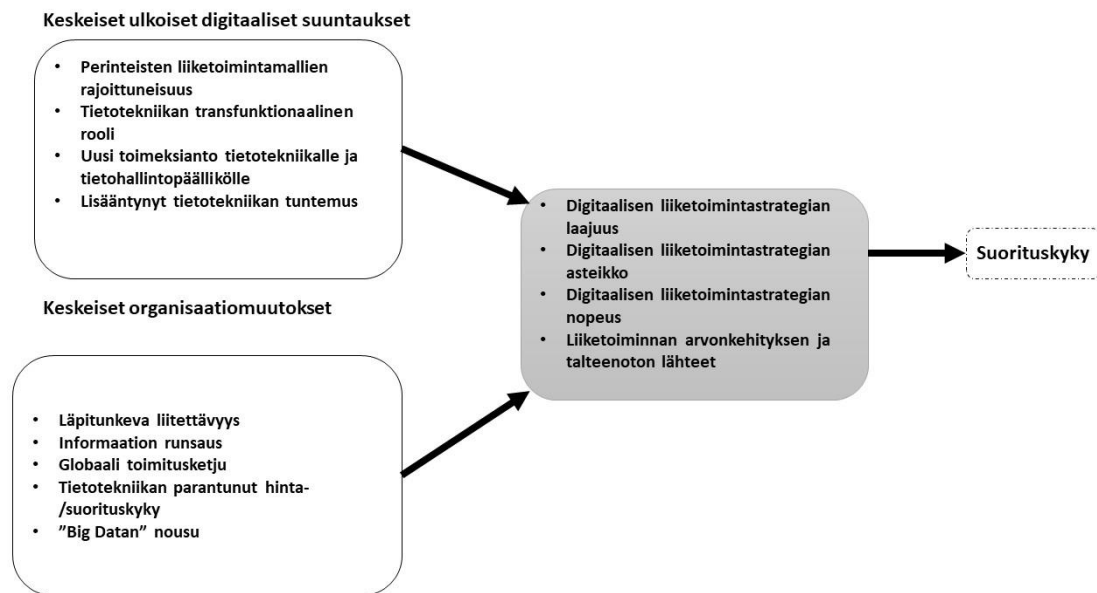 Keskeiset ulkoiset digitaaliset suuntaukset
• Perinteisten liiketoimintamallien
rajoittuneisuus
• Tietotekniikan transfunktionaalinen
rooli
• Uusi toimeksianto tietotekniikalle ja
tietohallintopäällikölle
• Lisääntynyt tietotekniikan tuntemus
Keskeiset organisaatiomuutokset
• Läpitunkeva liitettävyys
• Informaation runsaus
• Globaali toimitusketju
• Tietotekniikan parantunut hinta-
/suorituskyky
• ”Big Datan” nousu
• Digitaalisen liiketoimintastrategian
laajuus
• Digitaalisen liiketoimintastrategian
asteikko
• Digitaalisen liiketoimintastrategian
nopeus
• Liiketoiminnan arvonkehityksen ja
talteenoton lähteet
Suorituskyky